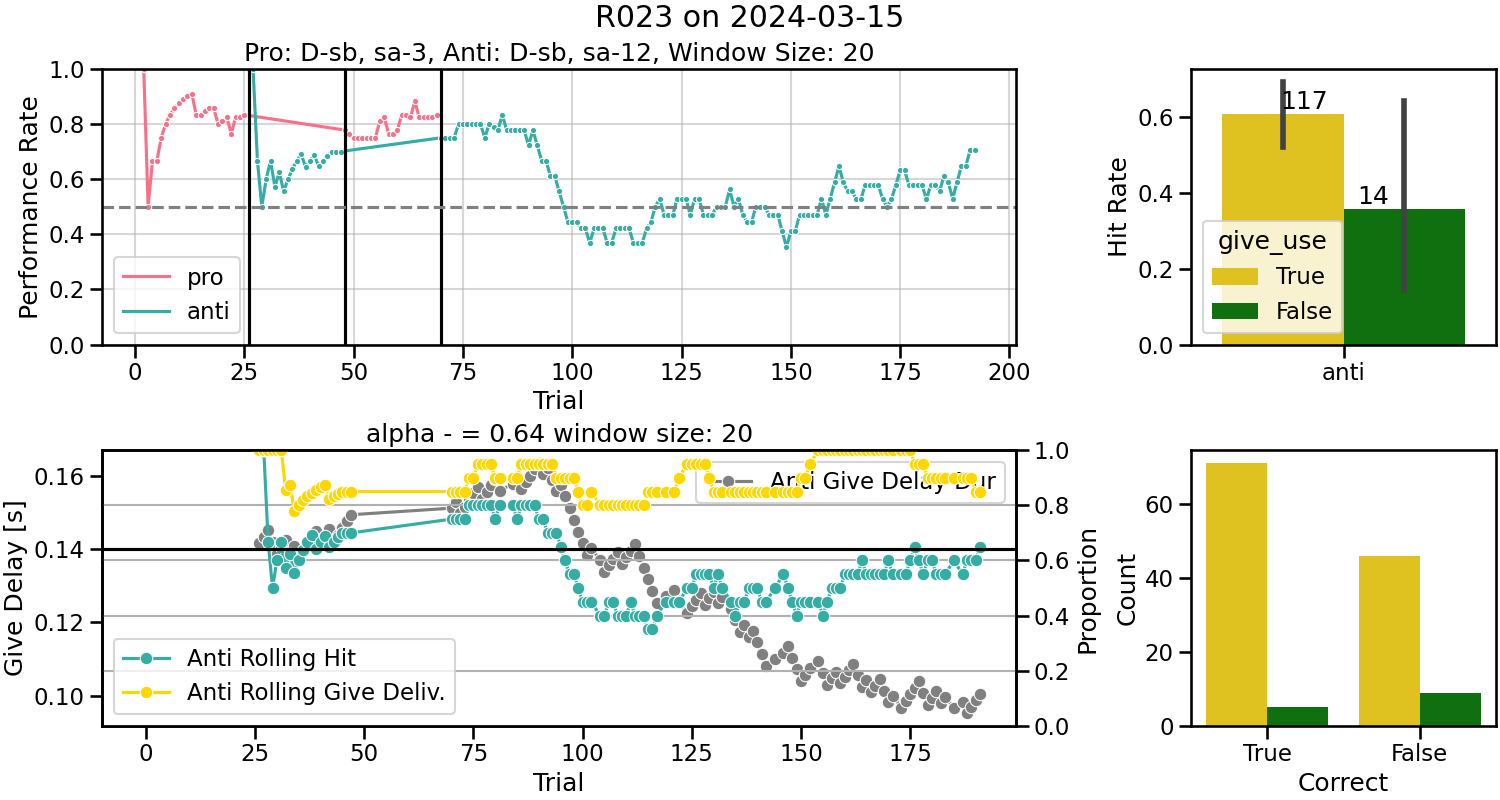 R023 on 2024-03-15
Pro: D-sb, sa-3, Anti: D-sb, sa-12, Window Size: 20
Performance Rate
1.0
0.8
0.6
0.4
0.2
0.0
pro
anti
0 25 50 75 100 125 150 175 200
Trial
Hit Rate
0.6
0.4
0.2
0.0
117
14
give_use
True
False
anti
alpha - = 0.64 window size: 20
Give Delay [s]
0.16
0.14
0.12
0.10
Anti Give Delay Dur
Anti Rolling Hit
Anti Rolling Give Deliv.
1.0
0.8
0.6
0.4
0.2
0.0
Proportion
0 25 50 75 100 125 150 175
Trial
Count
60
40
20
0
True False
Correct